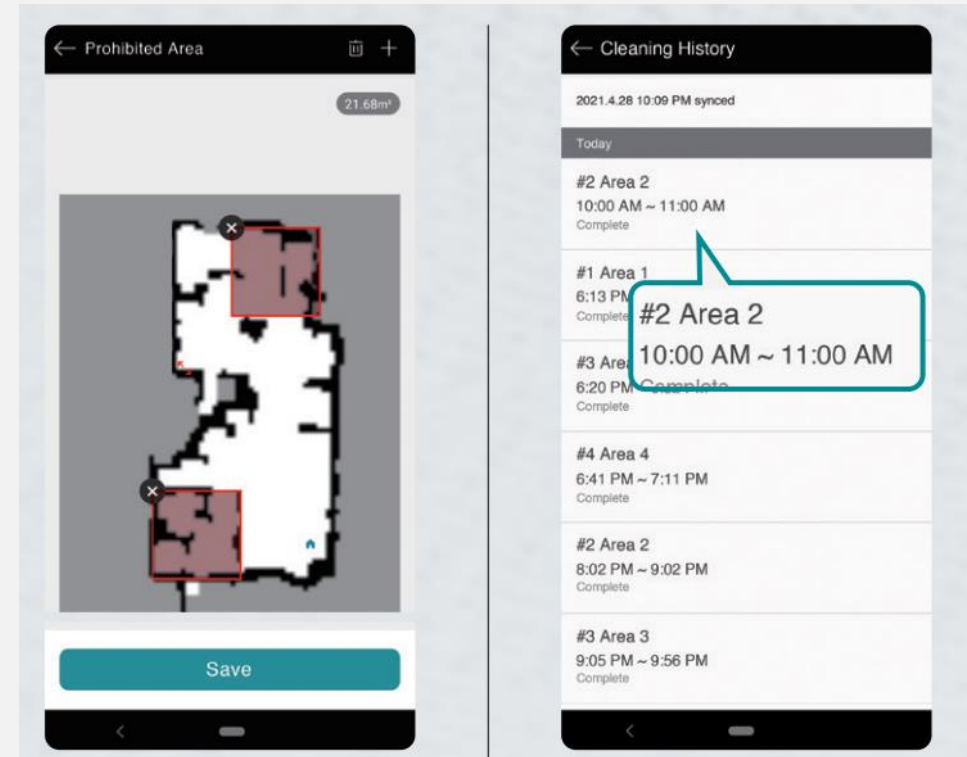 Prohibited Area
21.68m²
Save
Cleaning History
2021.4.28 10:09 PM synced
Today
#2 Area 2
10:00 AM ~ 11:00 AM
Complete
#1 Area 1
6:13 PM
Complete
#2 Area 2
10:00 AM ~ 11:00 AM
#3 Area
6:20 PM
Complete
Complete
#4 Area 4
6:41 PM ~ 7:11 PM
Complete
#2 Area 2
8:02 PM ~ 9:02 PM
Complete
#3 Area 3
9:05 PM ~ 9:56 PM
Complete